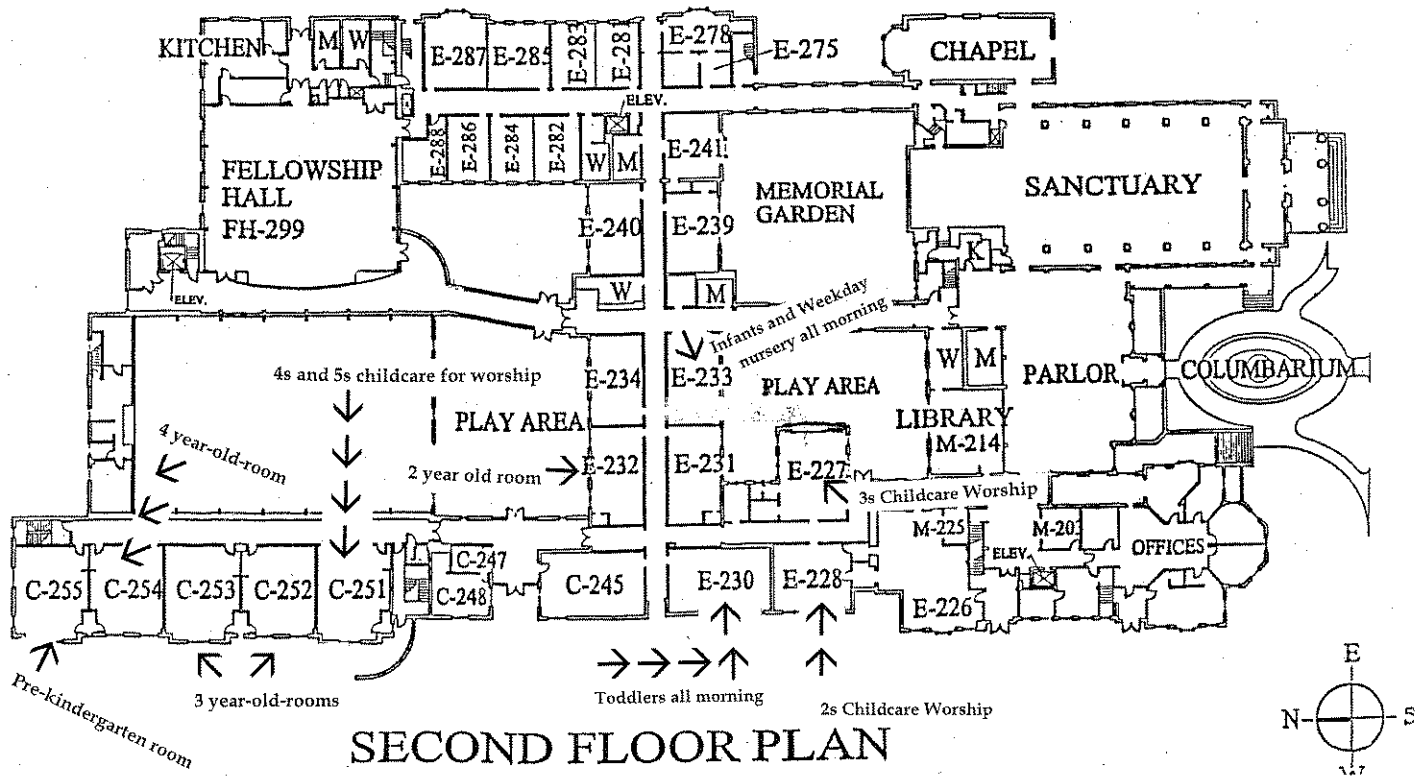 KITCHEN
M
W
E-287
E-285
E-283
E-281
E-278
E-275
CHAPEL
ELEV.
E-288
E-286
E-284
E-282
W
M
E-241
FELLOWSHIP
HALL
FH-299
MEMORIAL
GARDEN
SANCTUARY
E-240
E-239
K
ELEV.
W
M
Infants and Weekday
nursery all morning
4s and 5s childcare for worship
E-234
E-233
PLAY AREA
W
M
PARLOR
COLUMBARIUM
PLAY AREA
LIBRARY
M-214
4 year-old-room
2 year old room
E-232
E-231
E-227
3s Childcare Worship
M-225
M-203
OFFICES
ELEV.
C-247
C-255
C-254
C-253
C-252
C-251
C-248
C-245
E-230
E-228
E-226
Pre-kindergarten room
3 year-old-rooms
Toddlers all morning
2s Childcare Worship
SECOND FLOOR PLAN
E
N
S
W